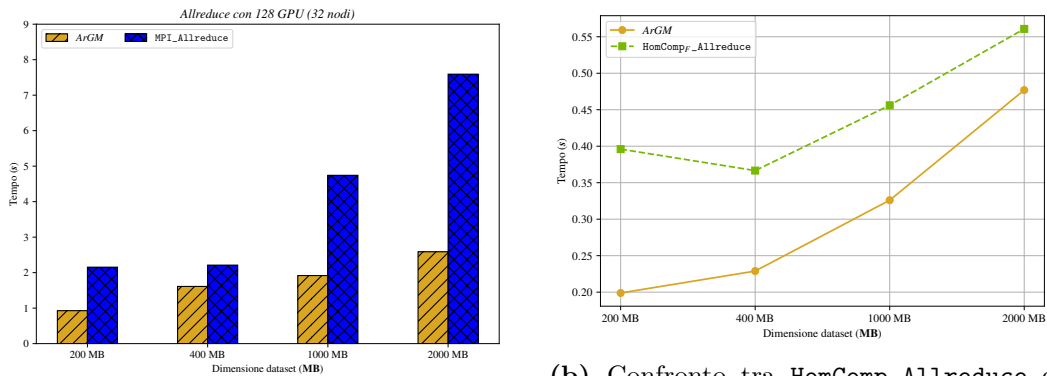 Allreduce con 128 GPU (32 nodi)
ArGM
MPI_Allreduce
Tempo (s)
9
8
7
6
5
4
3
2
1
0
200 MB
400 MB
1000 MB
2000 MB
Dimensione dataset (MB)
ArGM
HomCompF_Allreduce
Tempo (s)
0.55
0.50
0.45
0.40
0.35
0.30
0.25
0.20
200 MB
400 MB
1000 MB
2000 MB
Dimensione dataset (MB)
(b) Confronto tra HomComp_Allreduce